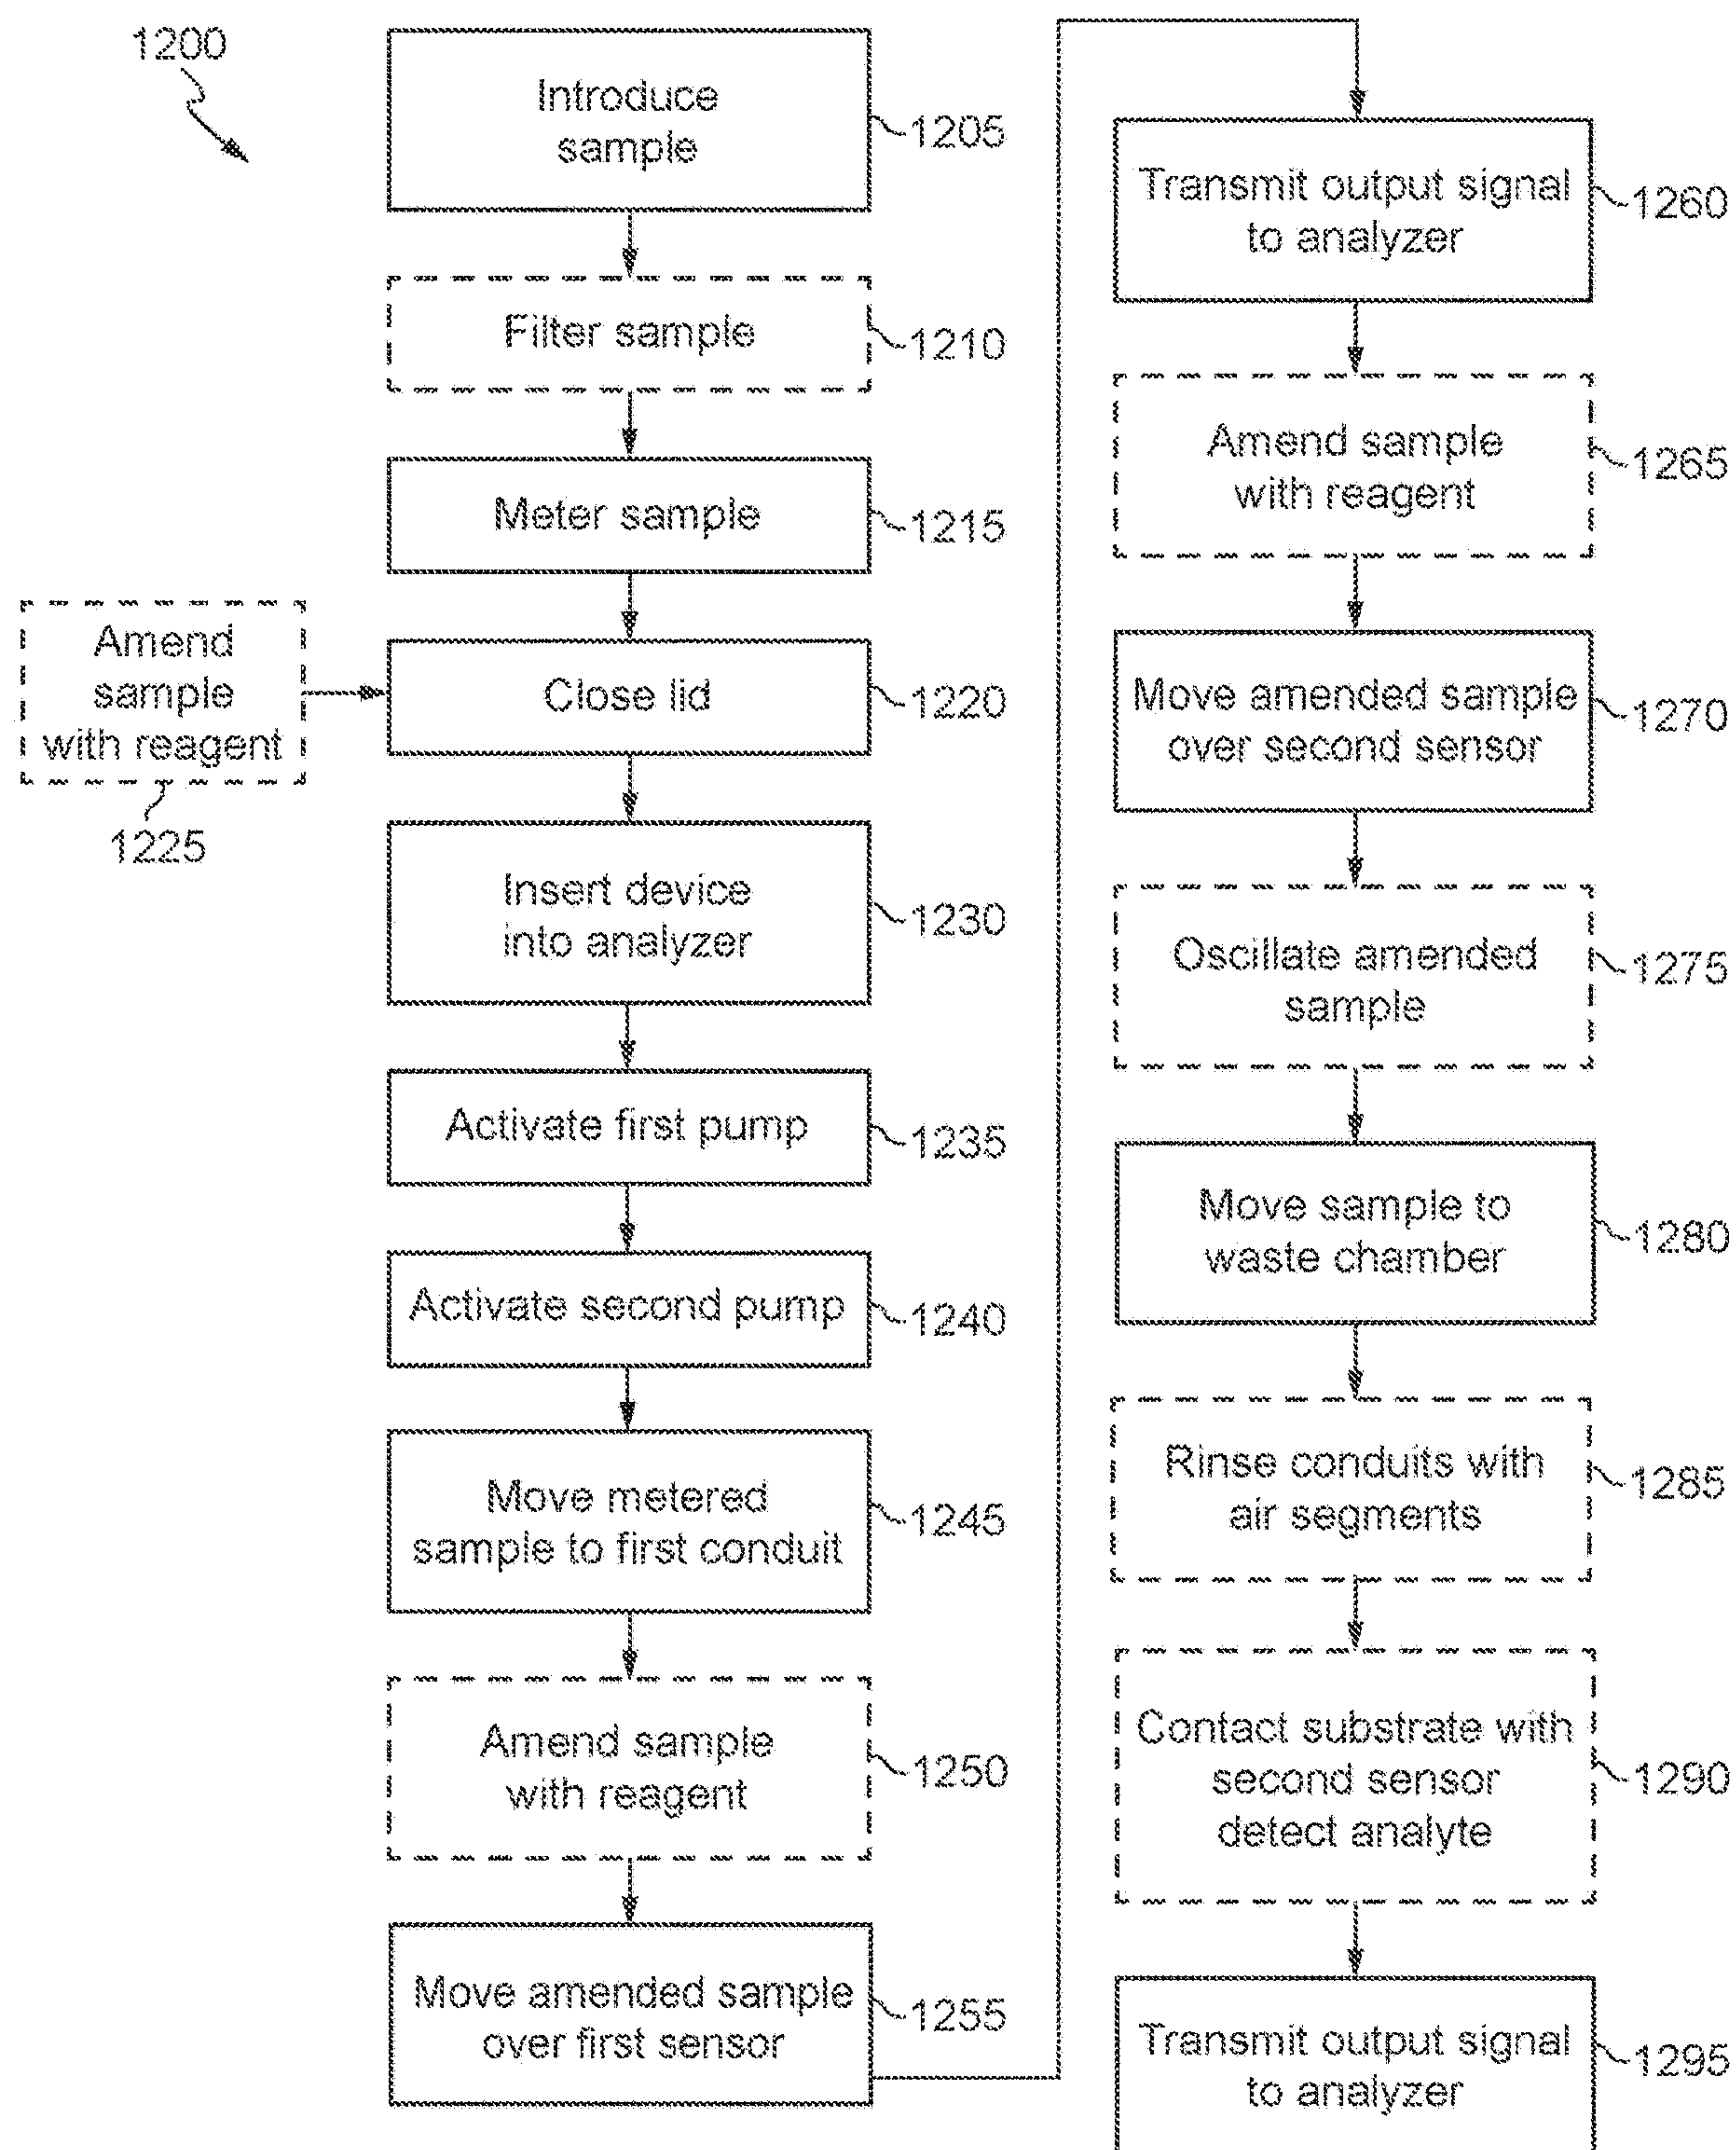 1200
Introduce
sample
1205
Filter sample
1210
Meter sample
1215
Amend
sample
with reagent
1225
Close lid
1220
Insert device
into analyzer
1230
Activate first pump
1235
Activate second pump
1240
Move metered
sample to first conduit
1245
Amend sample
with reagent
1250
Move amended sample
over first sensor
1255
Transmit output signal
to analyzer
1260
Amend sample
with reagent
1265
Move amended sample
over second sensor
1270
Oscillate amended
sample
1275
Move sample to
waste chamber
1280
Rinse conduits with
air segments
1285
Contact substrate with
second sensor
detect analyte
1290
Transmit output signal
to analyzer
1295